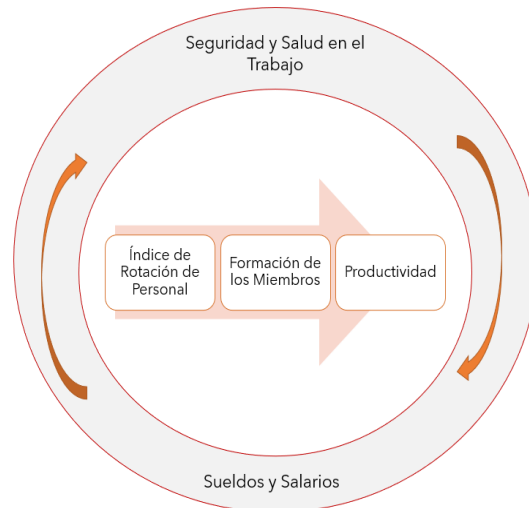 Seguridad y Salud en el
Trabajo
Índice de
Rotación de
Personal
Formación de
los Miembros
Productividad
Sueldos y Salarios